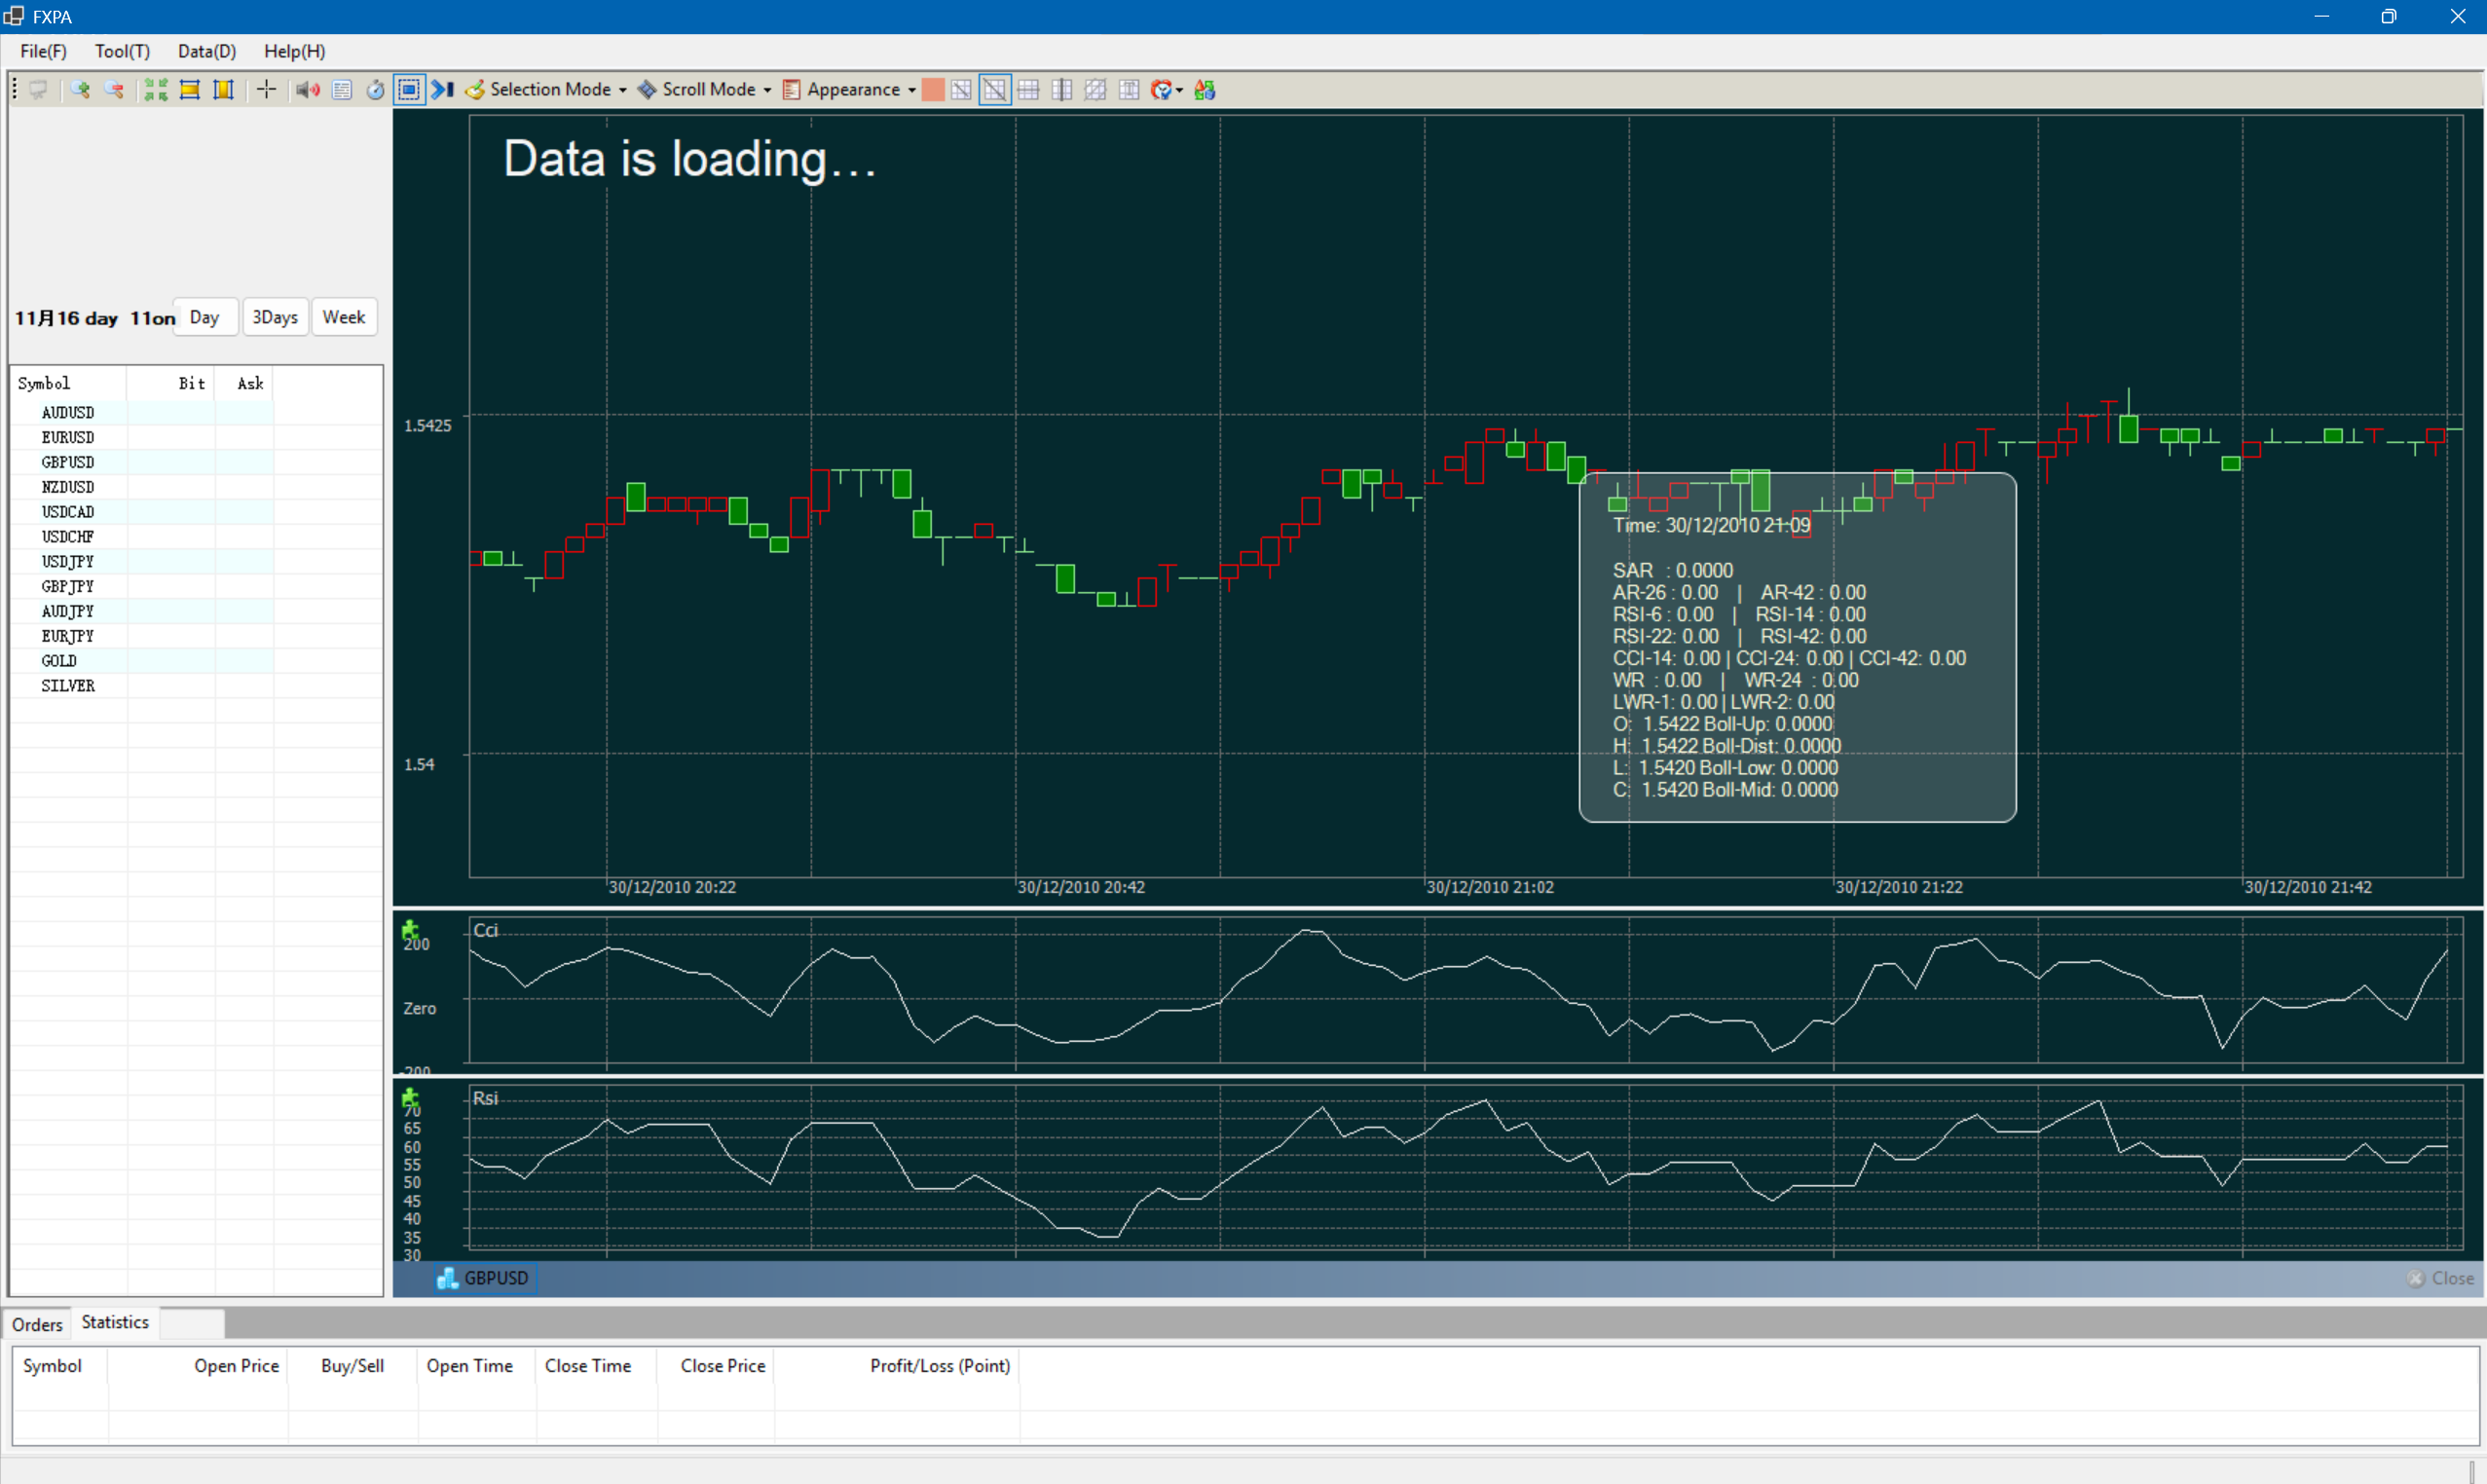 FXPA
File(F) Tool(T) Data(D) Help(H)
Selection Mode Scroll Mode Appearance
11月16 day 11on Day 3Days Week
Symbol Bit Ask
AUDUSD
EURUSD
GBPUSD
NZDUSD
USDCAD
USDCHF
USDJPY
GBPJPY
AUDJPY
EURJPY
GOLD
SILVER
Data is loading...
1.5425
1.54
Time: 30/12/2010 21:09
SAR : 0.0000
AR-26 : 0.00 | AR-42 : 0.00
RSI-6 : 0.00 | RSI-14 : 0.00
RSI-22: 0.00 | RSI-42: 0.00
CCI-14: 0.00 | CCI-24: 0.00 | CCI-42: 0.00
WR : 0.00 | WR-24 : 0.00
LWR-1: 0.00 | LWR-2: 0.00
O: 1.5422 Boll-Up: 0.0000
H: 1.5422 Boll-Dist: 0.0000
L: 1.5420 Boll-Low: 0.0000
C: 1.5420 Boll-Mid: 0.0000
30/12/2010 20:22 30/12/2010 20:42 30/12/2010 21:02 30/12/2010 21:22 30/12/2010 21:42
Cci
200
Zero
-200
Rsi
70
65
60
55
50
45
40
35
30
GBPUSD Close
Orders Statistics
Symbol Open Price Buy/Sell Open Time Close Time Close Price Profit/Loss (Point)